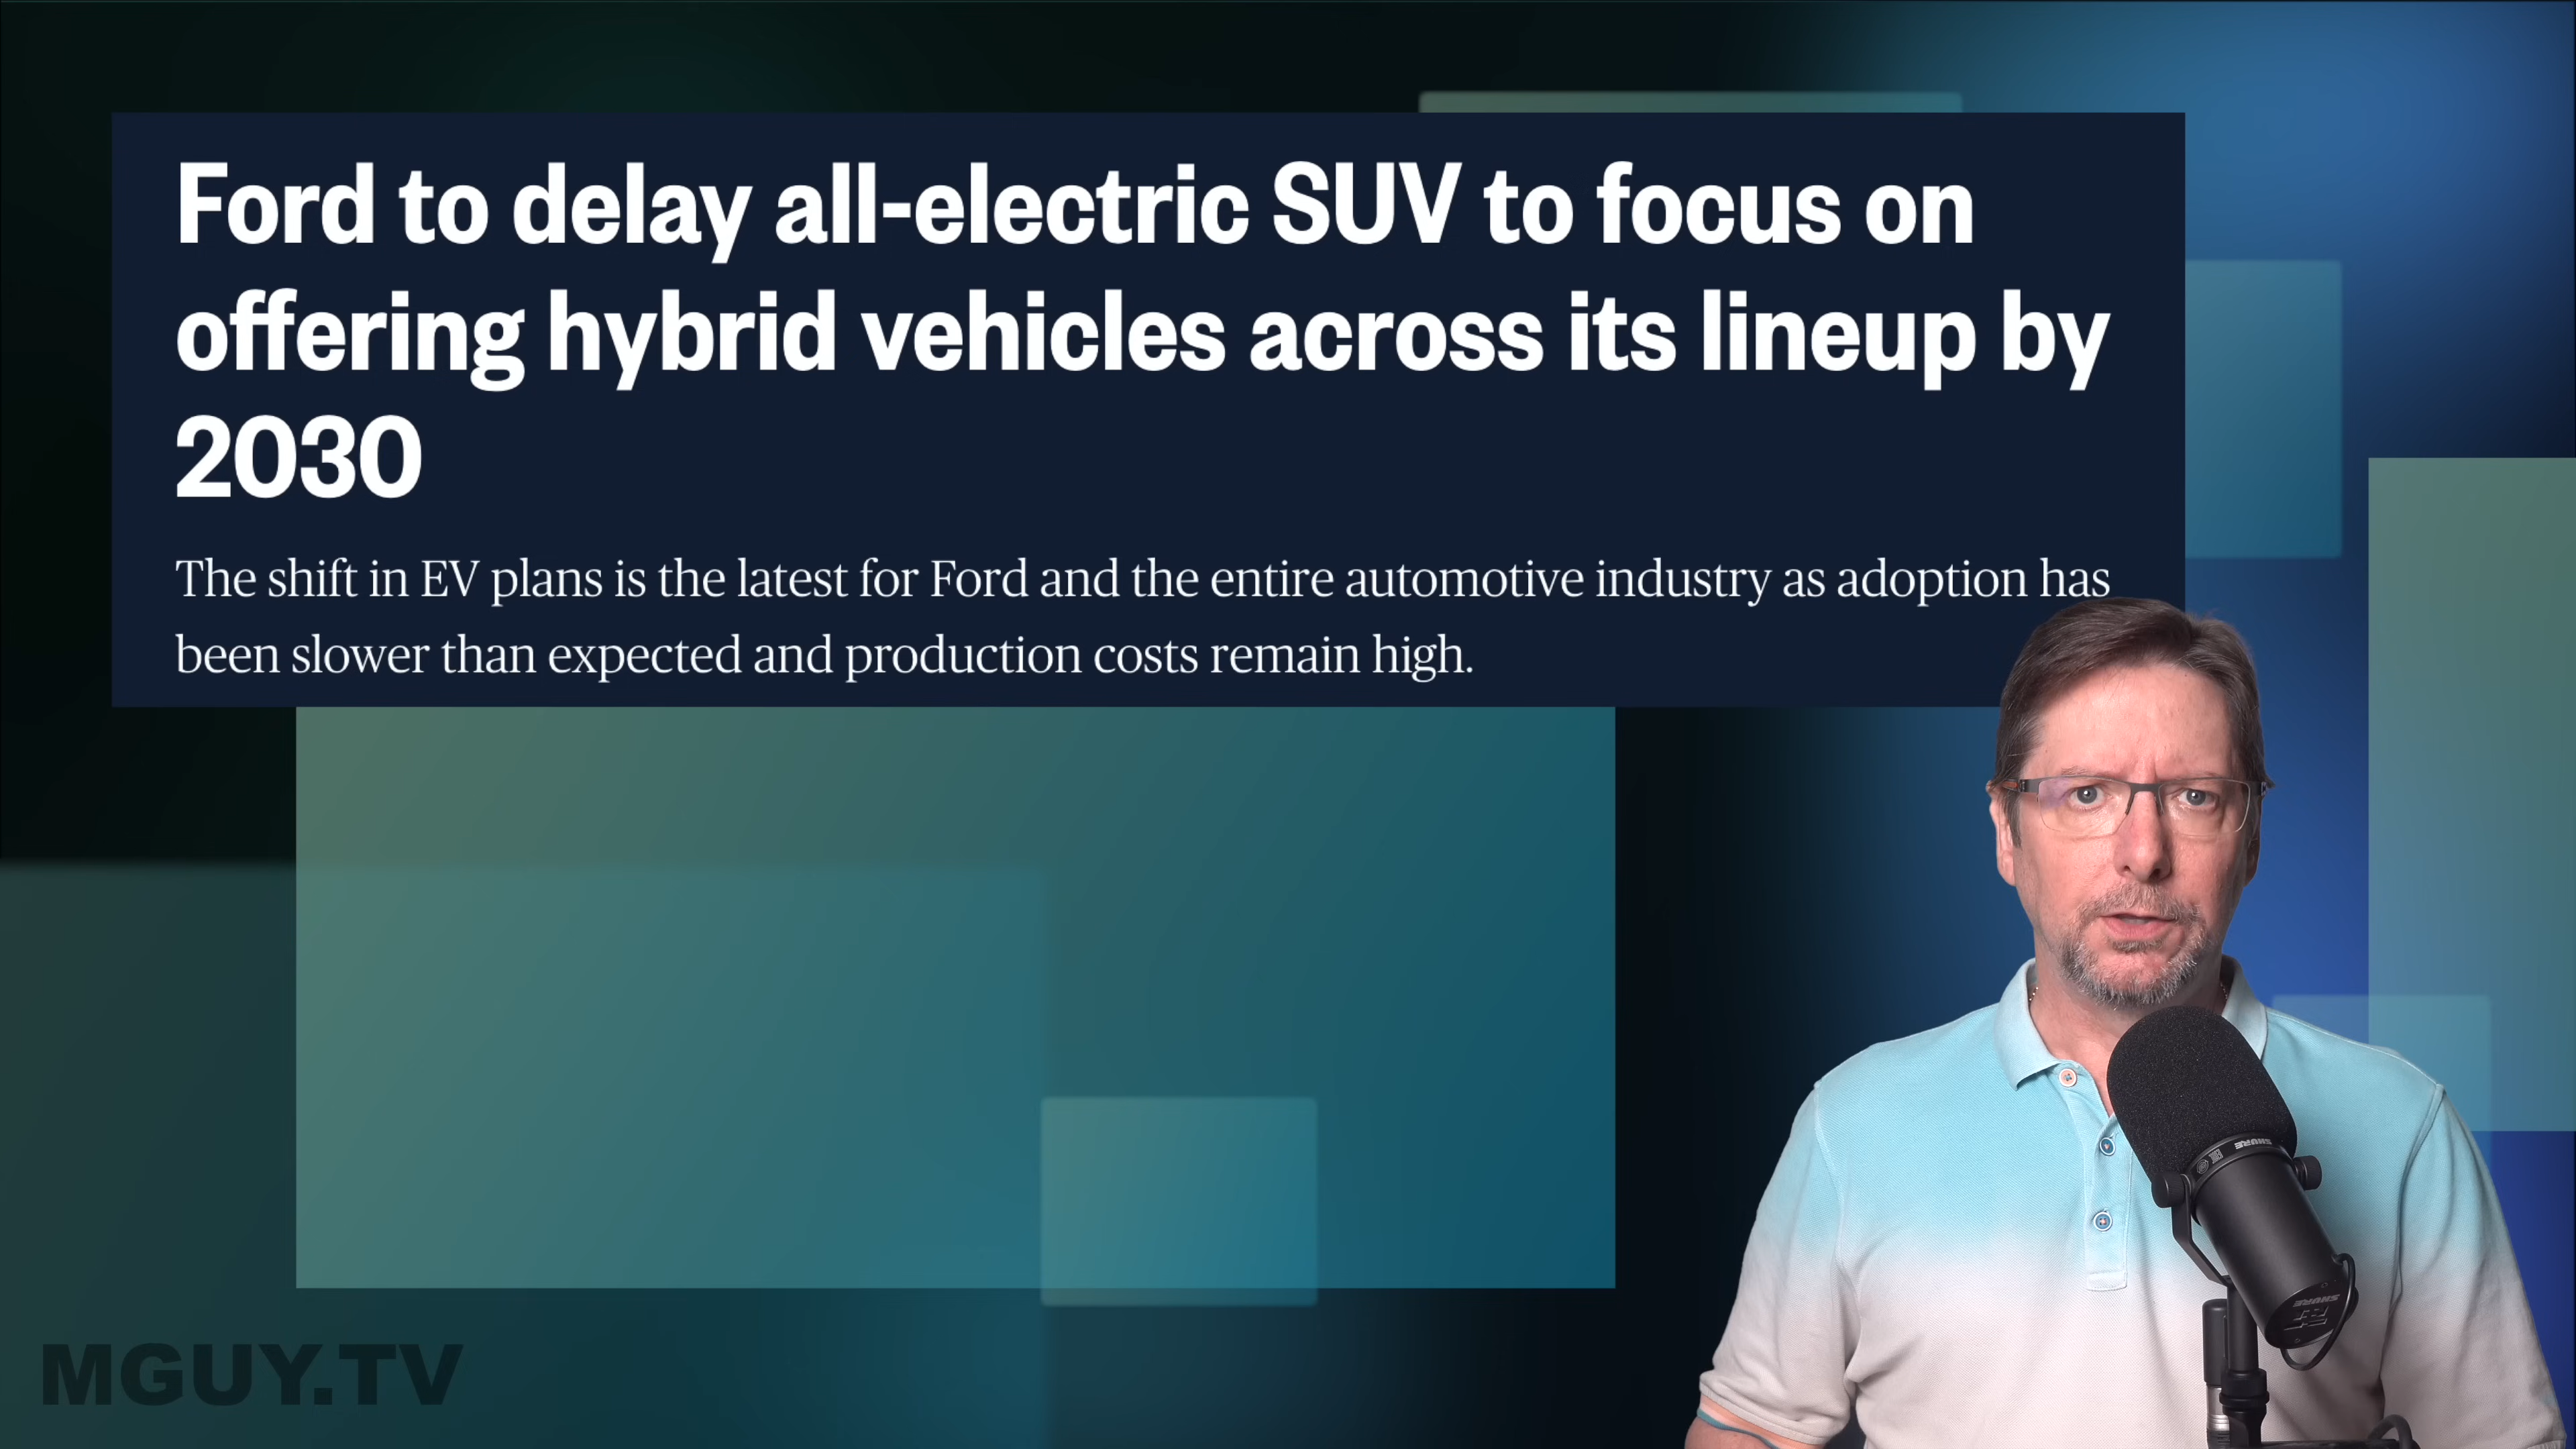 Ford to delay all-electric SUV to focus on
offering hybrid vehicles across its lineup by
2030
The shift in EV plans is the latest for Ford and the entire automotive industry as adoption has
been slower than expected and production costs remain high.
SHURE
SHURE
MGUY.TV